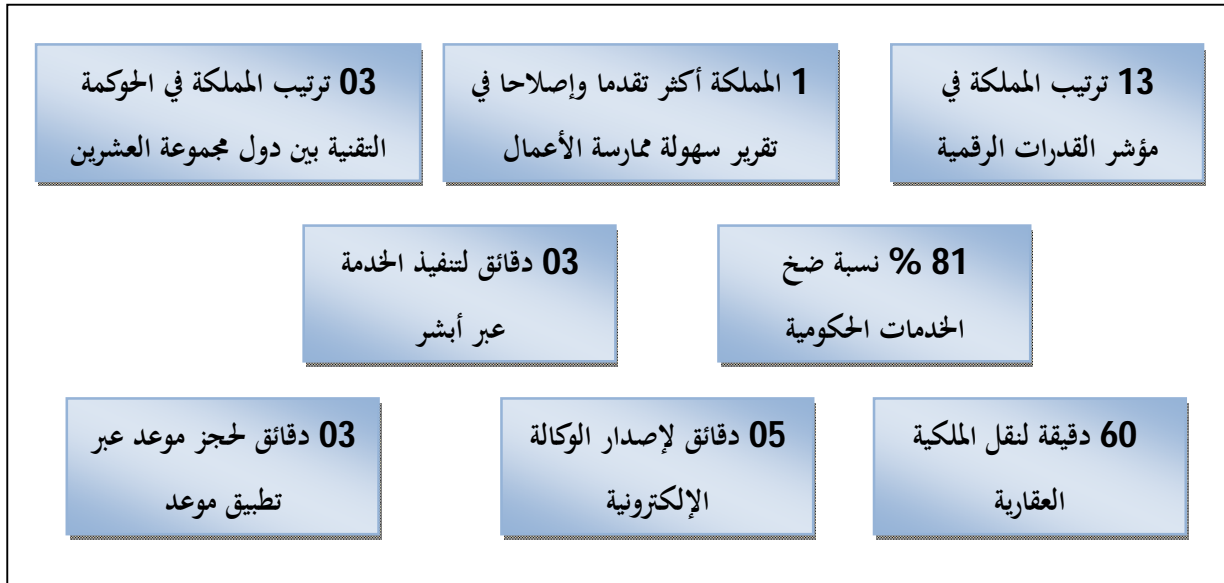 13 ترتيب المملكة في
مؤشر القدرات الرقمية
1 المملكة أكثر تقدما وإصلاحا في
تقرير سهولة ممارسة الأعمال
03 ترتيب المملكة في الحوكمة
التقنية بين دول مجموعة العشرين
81 % نسبة ضخ
الخدمات الحكومية
03 دقائق لتنفيذ الخدمة
عبر أبشر
60 دقيقة لنقل الملكية
العقارية
05 دقائق لإصدار الوكالة
الإلكترونية
03 دقائق لحجز موعد عبر
تطبيق موعد